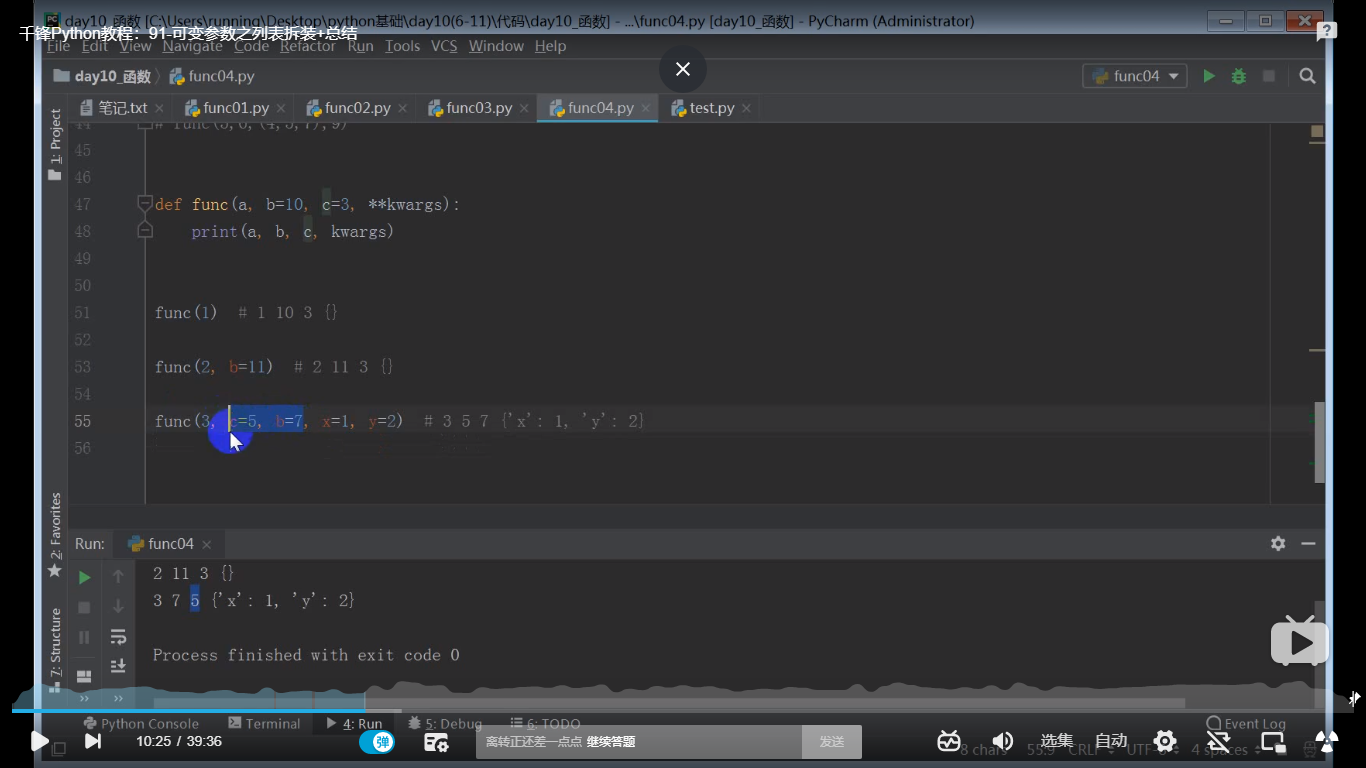 day10_函数 [C:\Users\running\Desktop\python基础\day10(6-11)\代码\day10_函数] - ...\func04.py [day10_函数] - PyCharm (Administrator)
千锋Python教程：91-可变参数之列表拆装+总结
File Edit View Navigate Code Refactor Run Tools VCS Window Help
day10_函数 func04.py func04
笔记.txt func01.py func02.py func03.py func04.py test.py
1: Project
44 # func(3,6,(4,5,7),9)
45
46
47 def func(a, b=10, c=3, **kwargs):
48 print(a, b, c, kwargs)
49
50
51 func(1) # 1 10 3 {}
52
53 func(2, b=11) # 2 11 3 {}
54
55 func(3, c=5, b=7, x=1, y=2) # 3 5 7 {'x': 1, 'y': 2}
56
2: Favorites
7: Structure
Run: func04
2 11 3 {}
3 7 5 {'x': 1, 'y': 2}
Process finished with exit code 0
Python Console Terminal 4: Run 5: Debug 6: TODO Event Log
10:25 / 39:36 弹 离转正还差一点点 继续答题 发送 选集 自动
8 chars 55:9 CRLF UTF-8 4 spaces